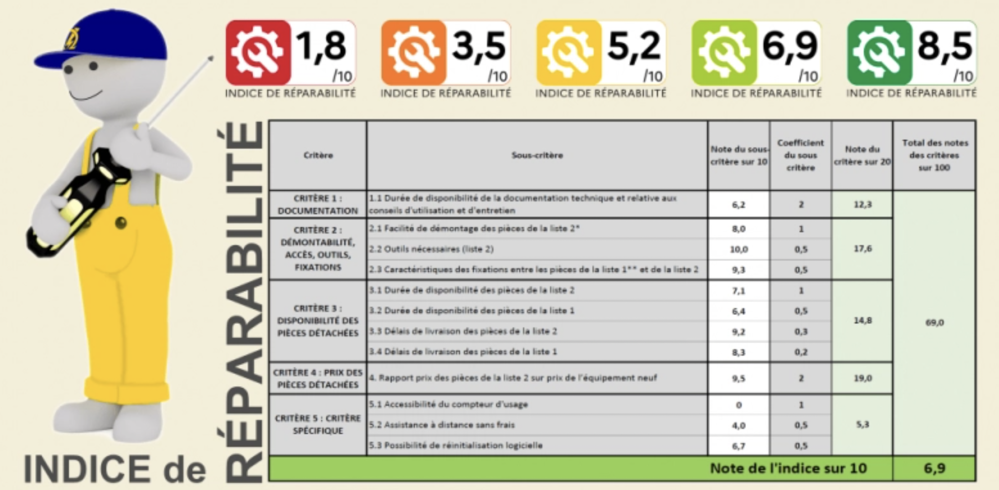 1,8
/10
INDICE DE RÉPARABILITÉ
3,5
/10
INDICE DE RÉPARABILITÉ
5,2
/10
INDICE DE RÉPARABILITÉ
6,9
/10
INDICE DE RÉPARABILITÉ
8,5
/10
INDICE DE RÉPARABILITÉ
INDICE de
RÉPARABILITÉ
Critère
Sous-critère
Note du sous-
critère sur 10
Coefficient
du sous
critère
Note du
critère sur 20
Total des notes
des critères
sur 100
CRITÈRE 1 :
DOCUMENTATION
1.1 Durée de disponibilité de la documentation technique et relative aux
conseils d'utilisation et d'entretien
6,2
2
12,3
CRITÈRE 2 :
DÉMONTABILITÉ,
ACCÈS, OUTILS,
FIXATIONS
2.1 Facilité de démontage des pièces de la liste 2*
8,0
1
2.2 Outils nécessaires (liste 2)
10,0
0,5
2.3 Caractéristiques des fixations entre les pièces de la liste 1** et de la liste 2
9,3
0,5
17,6
CRITÈRE 3 :
DISPONIBILITÉ DES
PIÈCES DÉTACHÉES
3.1 Durée de disponibilité des pièces de la liste 2
7,1
1
3.2 Durée de disponibilité des pièces de la liste 1
6,4
0,5
3.3 Délais de livraison des pièces de la liste 2
9,2
0,3
3.4 Délais de livraison des pièces de la liste 1
8,3
0,2
14,8
CRITÈRE 4 : PRIX DES
PIÈCES DÉTACHÉES
4. Rapport prix des pièces de la liste 2 sur prix de l'équipement neuf
9,5
2
19,0
CRITÈRE 5 : CRITÈRE
SPÉCIFIQUE
5.1 Accessibilité du compteur d'usage
0
1
5.2 Assistance à distance sans frais
4,0
0,5
5.3 Possibilité de réinitialisation logicielle
6,7
0,5
5,3
69,0
Note de l'indice sur 10
6,9